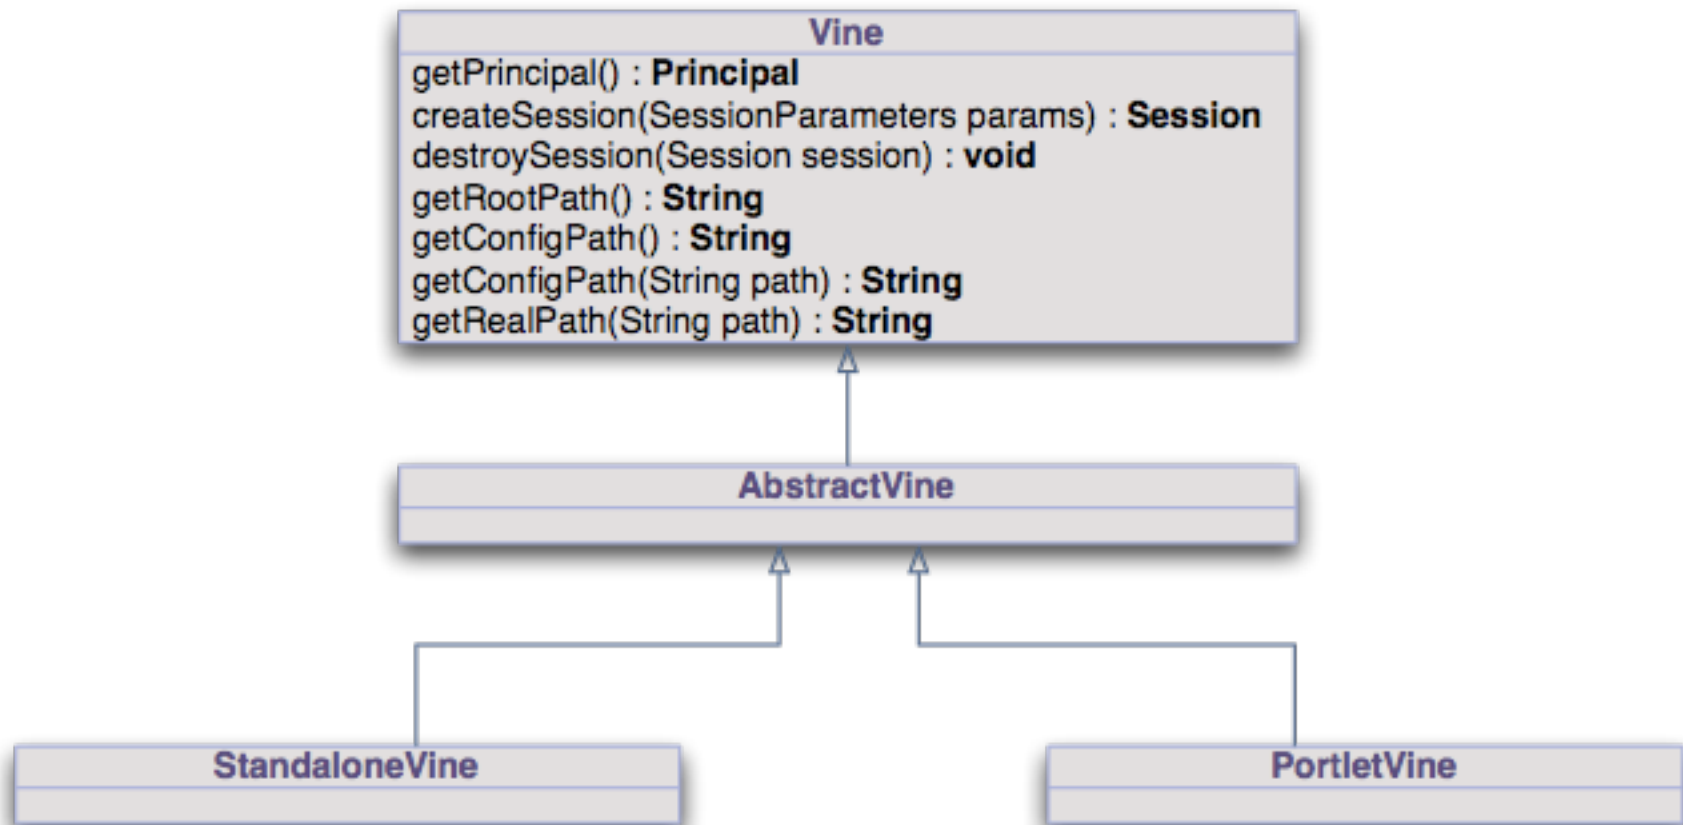 Vine
getPrincipal() : Principal
createSession(SessionParameters params) : Session
destroySession(Session session) : void
getRootPath() : String
getConfigPath() : String
getConfigPath(String path) : String
getRealPath(String path) : String
AbstractVine
StandaloneVine
PortletVine